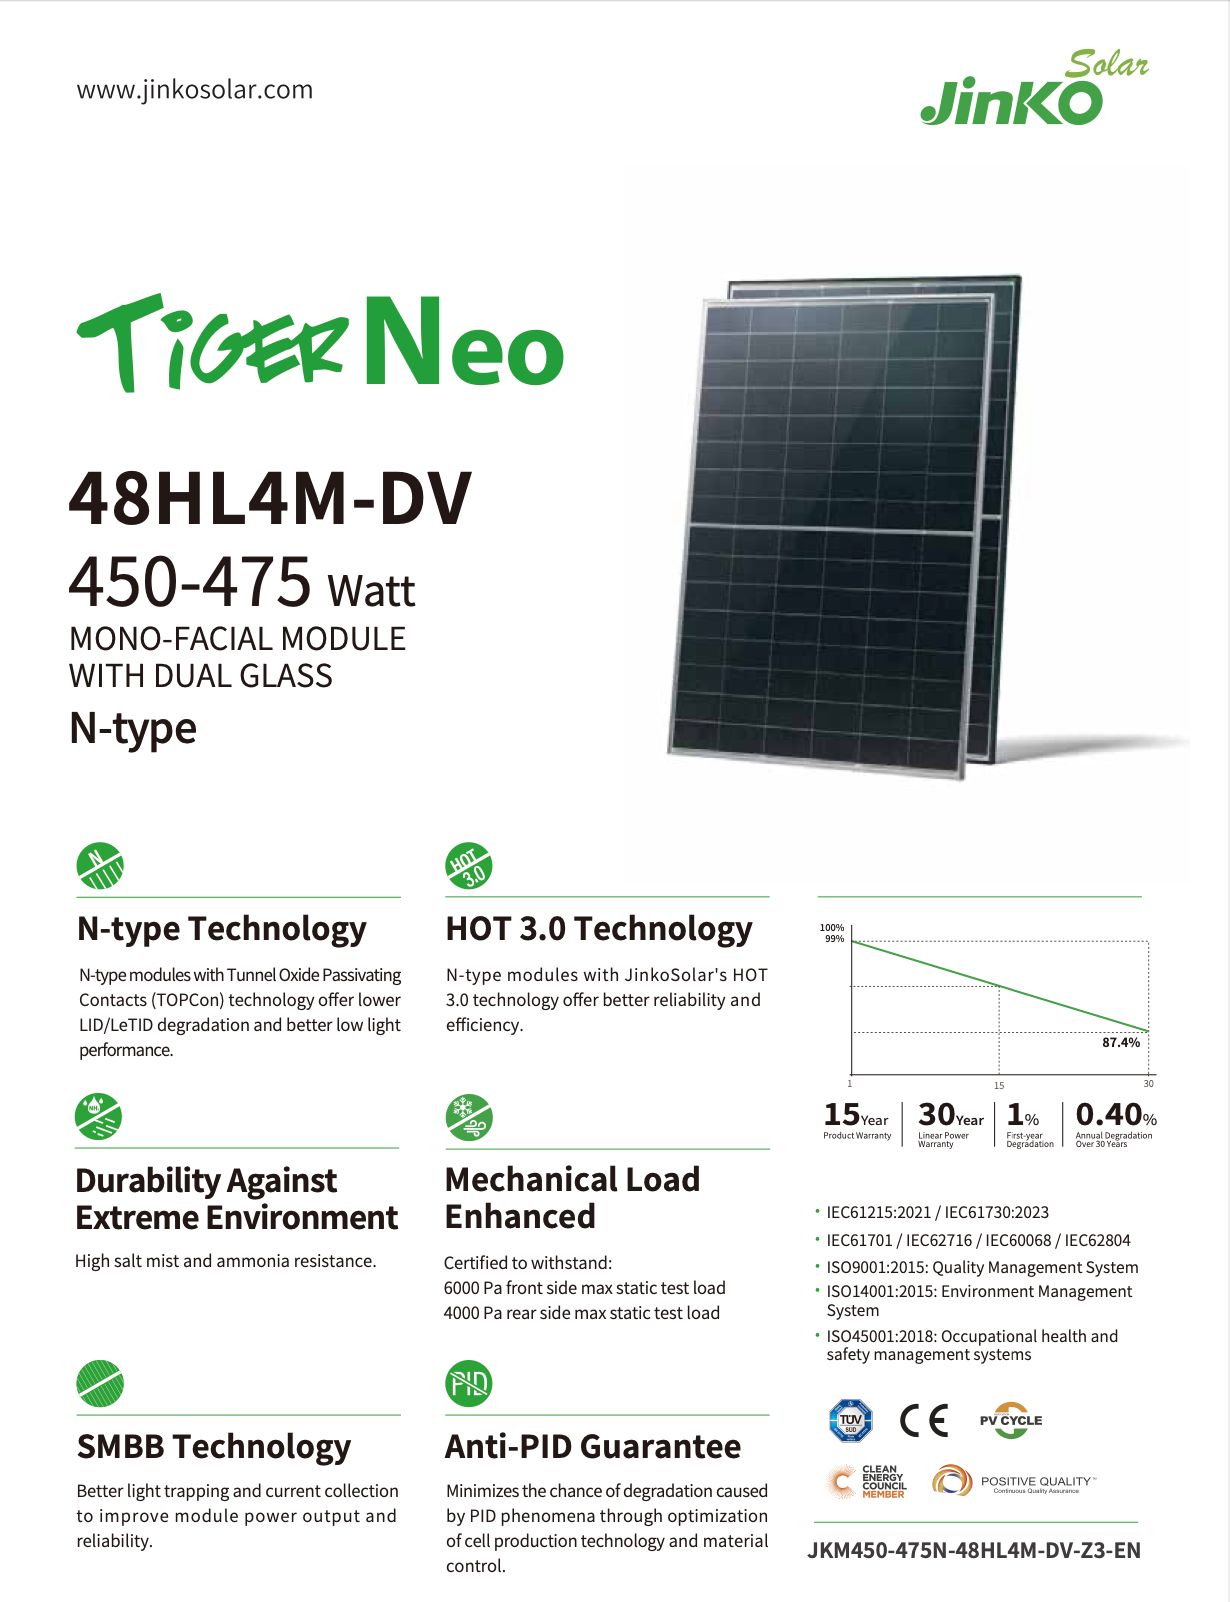 www.jinkosolar.com
Solar
JinKO
TiGER Neo
48HL4M-DV
450-475 Watt
MONO-FACIAL MODULE
WITH DUAL GLASS
N-type
N
N-type Technology
N-type modules with Tunnel Oxide Passivating
Contacts (TOPCon) technology offer lower
LID/LeTID degradation and better low light
performance.
HOT
3.0
HOT 3.0 Technology
N-type modules with JinkoSolar's HOT
3.0 technology offer better reliability and
efficiency.
NH₃
Durability Against
Extreme Environment
High salt mist and ammonia resistance.
Mechanical Load
Enhanced
Certified to withstand:
6000 Pa front side max static test load
4000 Pa rear side max static test load
SMBB Technology
Better light trapping and current collection
to improve module power output and
reliability.
PID
Anti-PID Guarantee
Minimizes the chance of degradation caused
by PID phenomena through optimization
of cell production technology and material
control.
100%
99%
87.4%
1 15 30
15Year
Product Warranty
30Year
Linear Power
Warranty
1%
First-year
Degradation
0.40%
Annual Degradation
Over 30 Years
• IEC61215:2021 / IEC61730:2023
• IEC61701 / IEC62716 / IEC60068 / IEC62804
• ISO9001:2015: Quality Management System
• ISO14001:2015: Environment Management
System
• ISO45001:2018: Occupational health and
safety management systems
TÜV
SÜD
CE
PV CYCLE
CLEAN
ENERGY
COUNCIL
MEMBER
POSITIVE QUALITY™
Continuous Quality Assurance
JKM450-475N-48HL4M-DV-Z3-EN